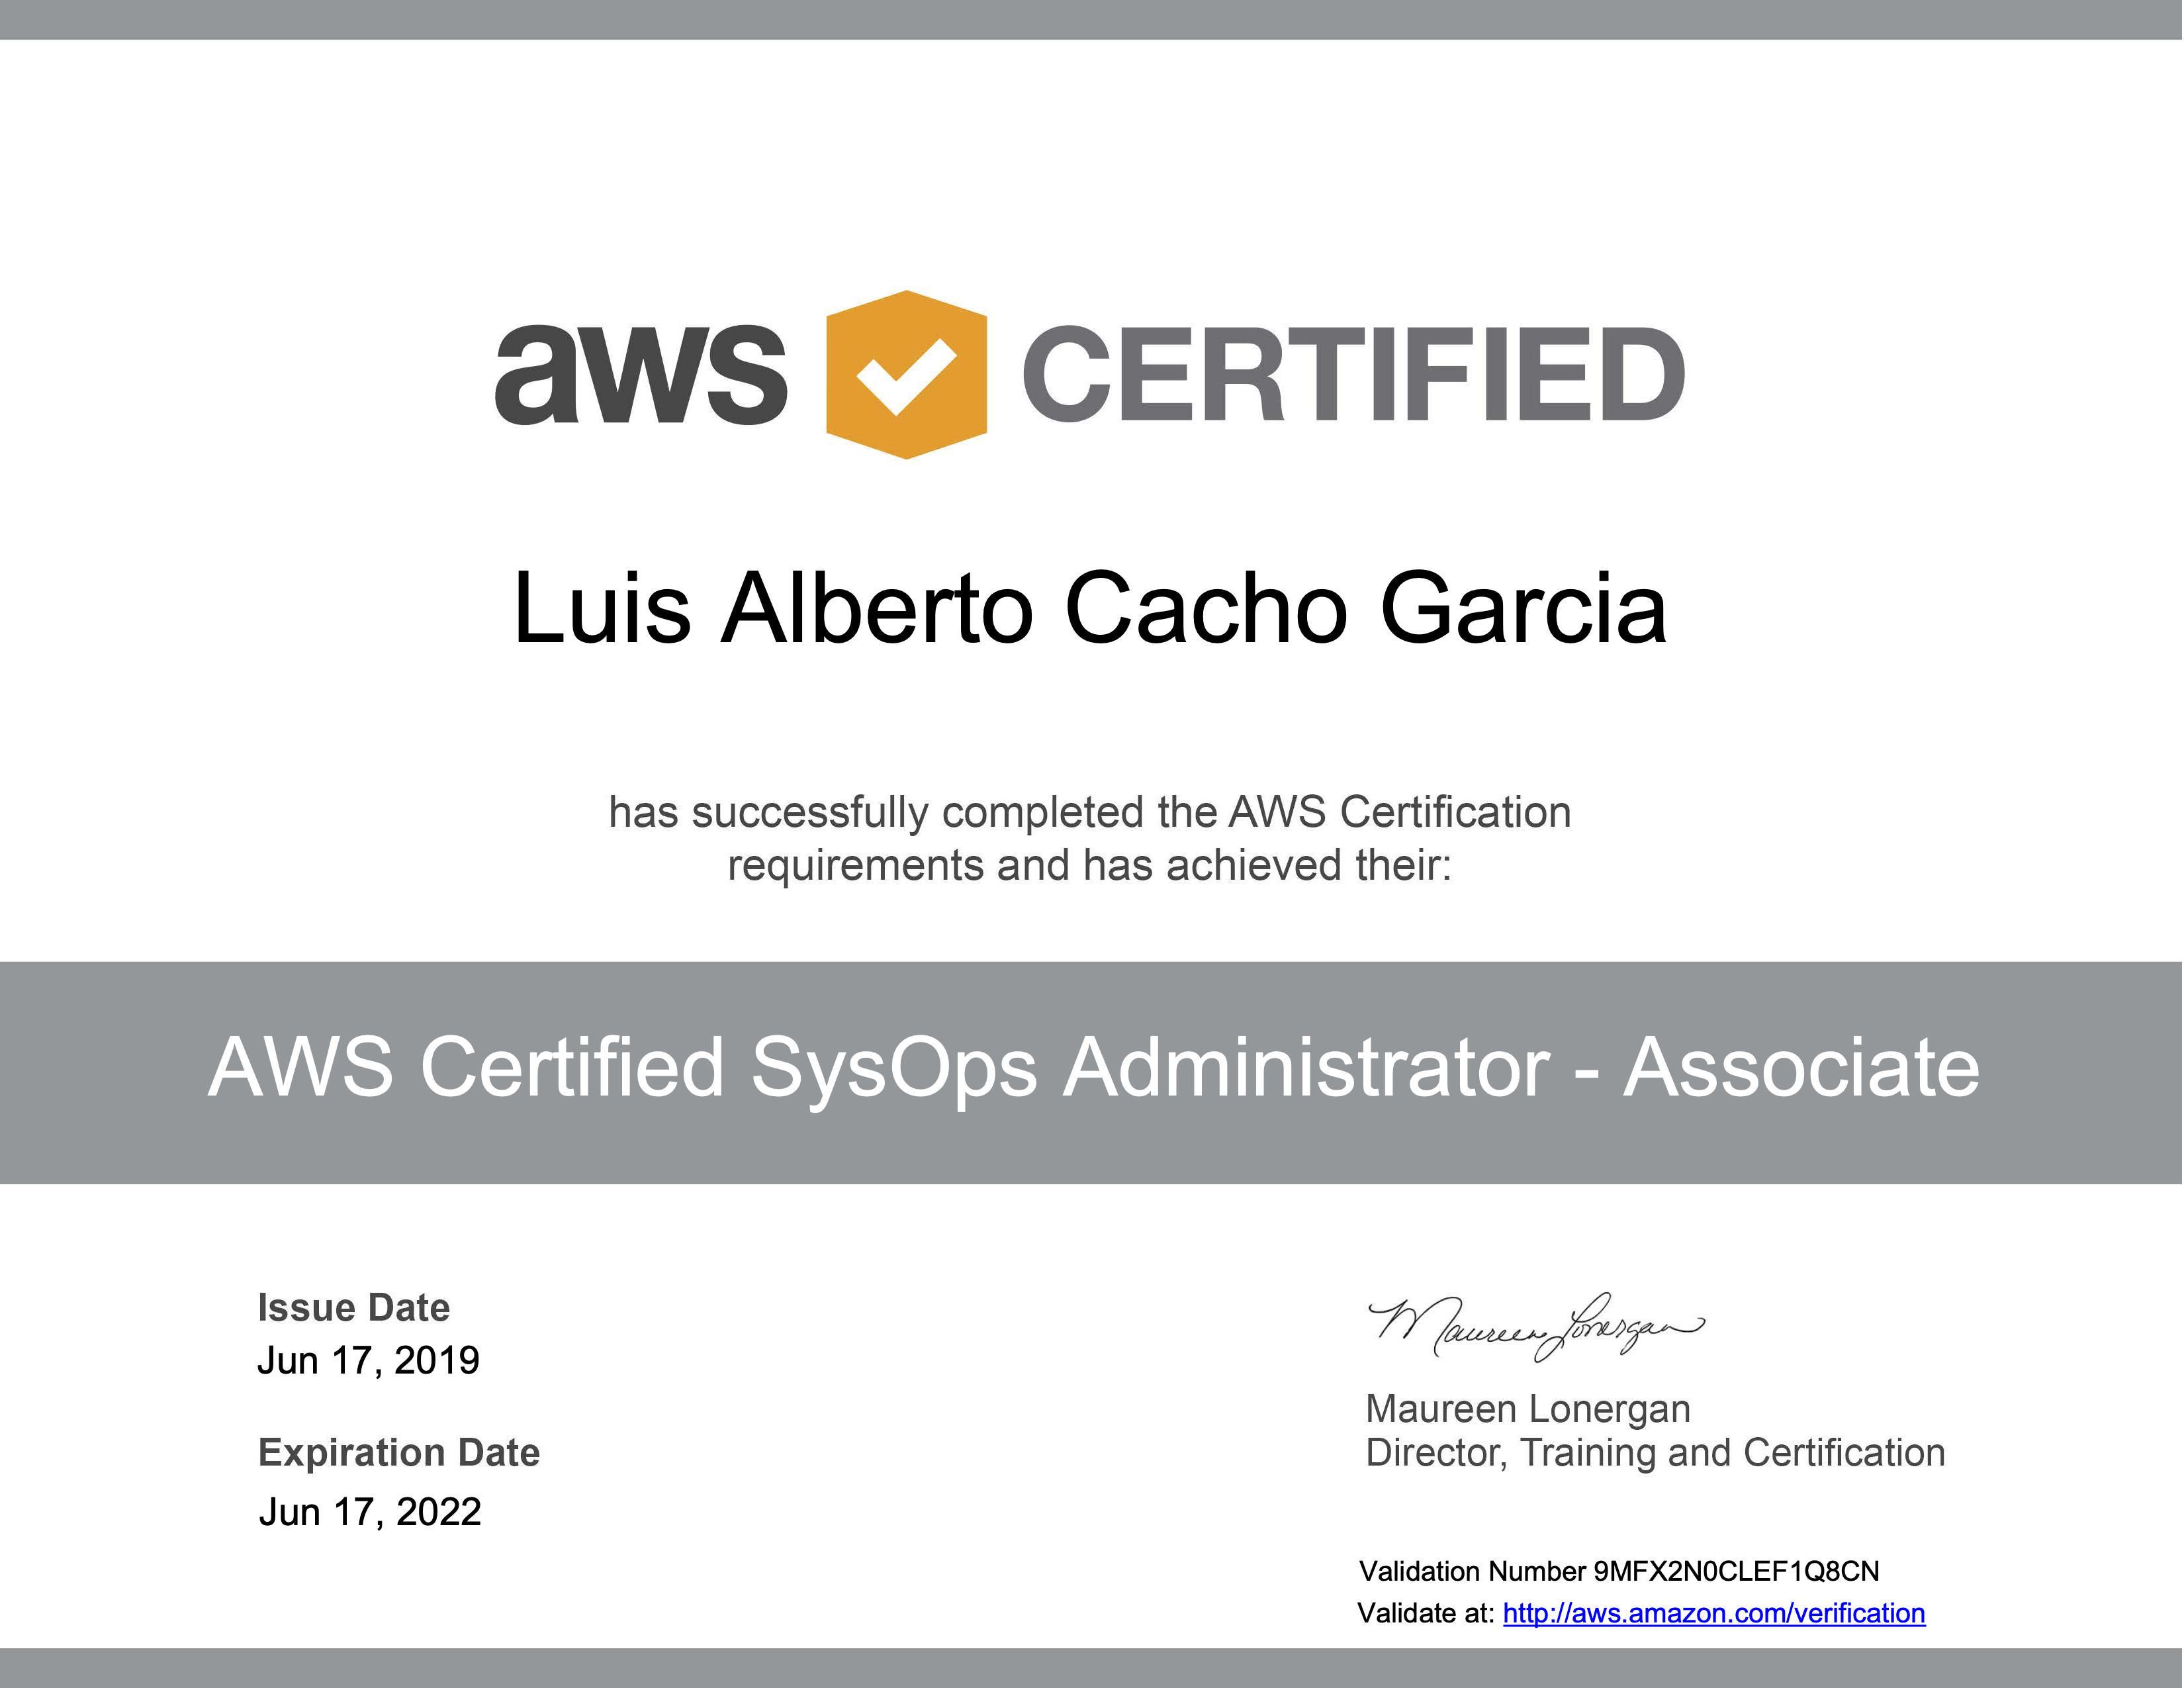 aws CERTIFIED
Luis Alberto Cacho Garcia
has successfully completed the AWS Certification
requirements and has achieved their:
AWS Certified SysOps Administrator - Associate
Issue Date
Jun 17, 2019
Expiration Date
Jun 17, 2022
Maureen Lonergan
Maureen Lonergan
Director, Training and Certification
Validation Number 9MFX2N0CLEF1Q8CN
Validate at: http://aws.amazon.com/verification